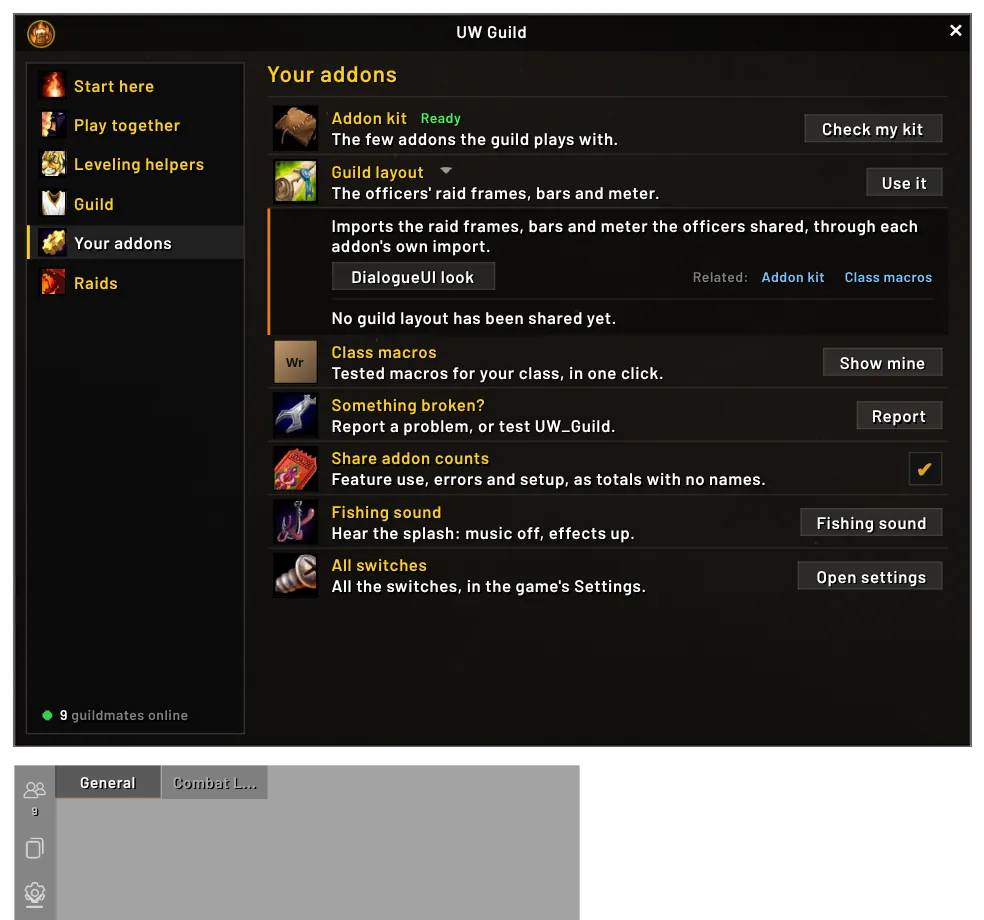 UW Guild
Start here
Play together
Leveling helpers
Guild
Your addons
Raids
9 guildmates online
Your addons
Addon kit Ready
The few addons the guild plays with.
Check my kit
Guild layout
The officers' raid frames, bars and meter.
Use it
Imports the raid frames, bars and meter the officers shared, through each
addon's own import.
DialogueUI look
Related: Addon kit Class macros
No guild layout has been shared yet.
Wr
Class macros
Tested macros for your class, in one click.
Show mine
Something broken?
Report a problem, or test UW_Guild.
Report
Share addon counts
Feature use, errors and setup, as totals with no names.
Fishing sound
Hear the splash: music off, effects up.
Fishing sound
All switches
All the switches, in the game's Settings.
Open settings
General
Combat L...
9